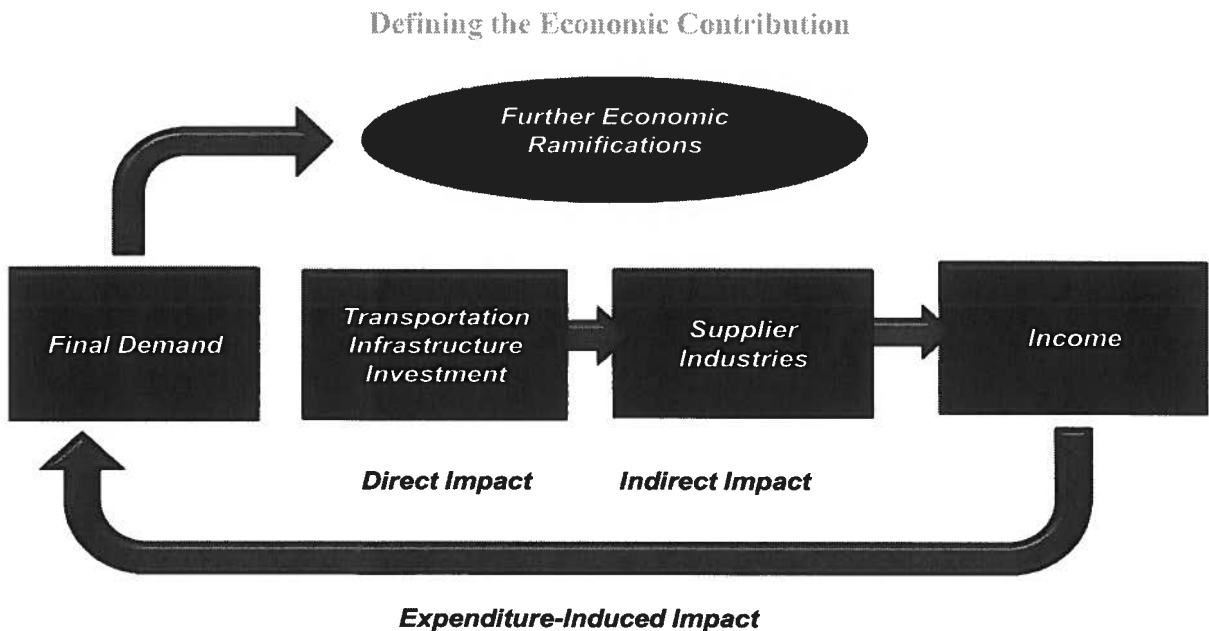 Defining the Economic Contribution
Further Economic
Ramifications
Final Demand
Transportation
Infrastructure
Investment
Supplier
Industries
Income
Direct Impact
Indirect Impact
Expenditure-Induced Impact